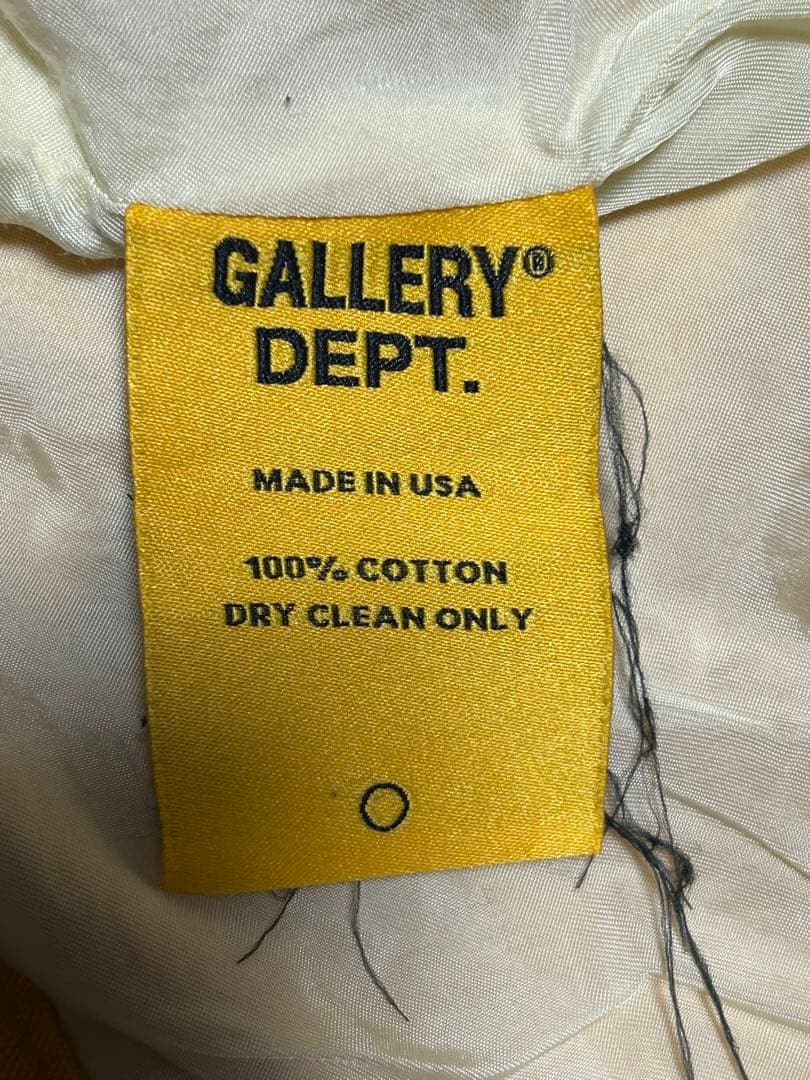 GALLERY®
DEPT.
MADE IN USA
100% COTTON
DRY CLEAN ONLY